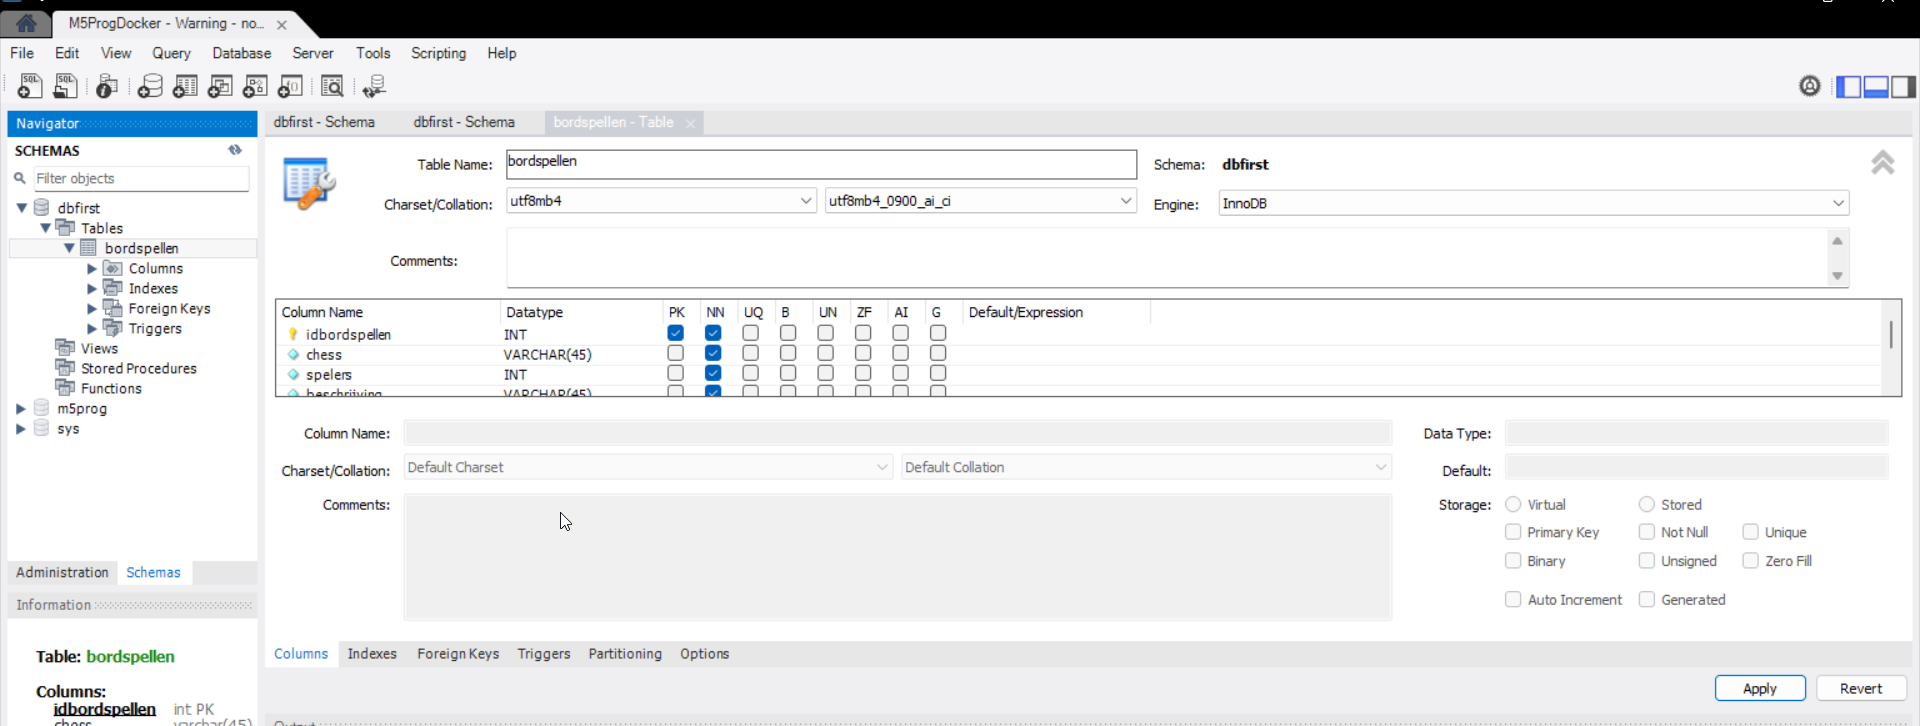 M5ProgDocker - Warning - no...
File Edit View Query Database Server Tools Scripting Help
Navigator
SCHEMAS
Filter objects
dbfirst
Tables
bordspellen
Columns
Indexes
Foreign Keys
Triggers
Views
Stored Procedures
Functions
m5prog
sys
Administration Schemas
Information
Table: bordspellen
Columns:
idbordspellen int PK
chess varchar(45)
dbfirst - Schema dbfirst - Schema bordspellen - Table
Table Name: bordspellen Schema: dbfirst
Charset/Collation: utf8mb4 utf8mb4_0900_ai_ci Engine: InnoDB
Comments:
Column Name Datatype PK NN UQ B UN ZF AI G Default/Expression
idbordspellen INT
chess VARCHAR(45)
spelers INT
beschrijving VARCHAR(45)
Column Name: Data Type:
Charset/Collation: Default Charset Default Collation Default:
Comments: Storage: Virtual Stored
Primary Key Not Null Unique
Binary Unsigned Zero Fill
Auto Increment Generated
Columns Indexes Foreign Keys Triggers Partitioning Options
Apply Revert
Output